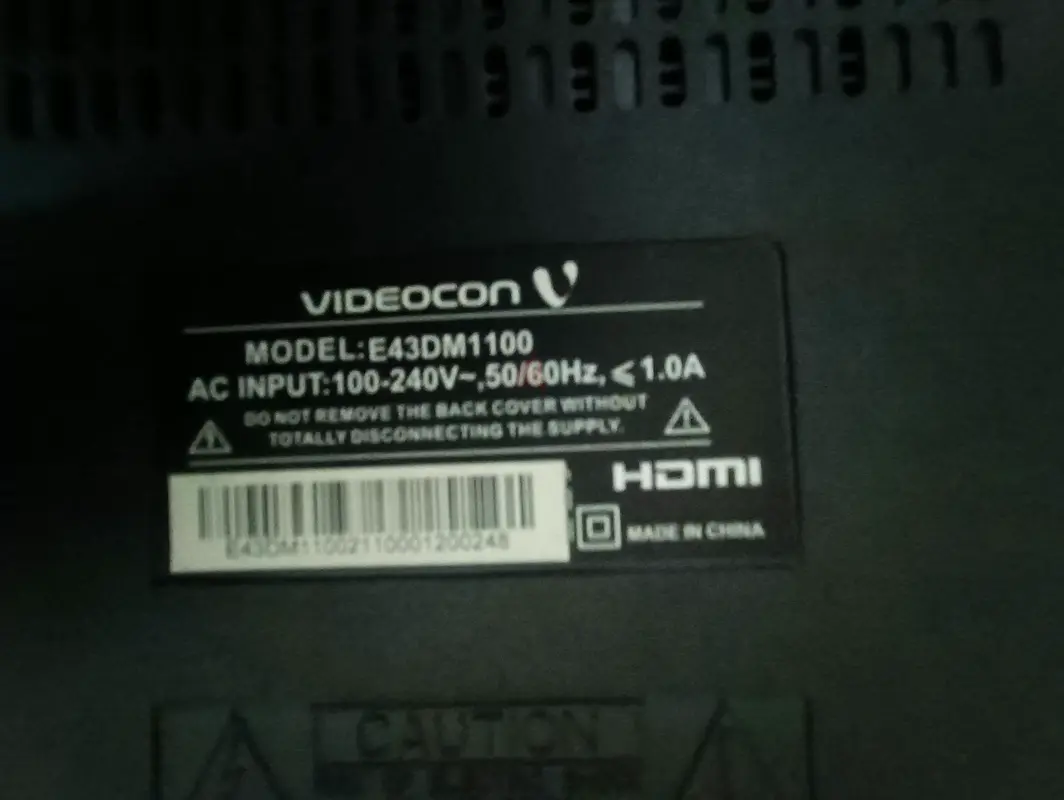 VIDEOCON
MODEL:E43DM1100
AC INPUT:100-240V~,50/60Hz,⩽1.0A
DO NOT REMOVE THE BACK COVER WITHOUT
TOTALLY DISCONNECTING THE SUPPLY.
HDMI
E43DM11002110001200248
MADE IN CHINA
CAUTION